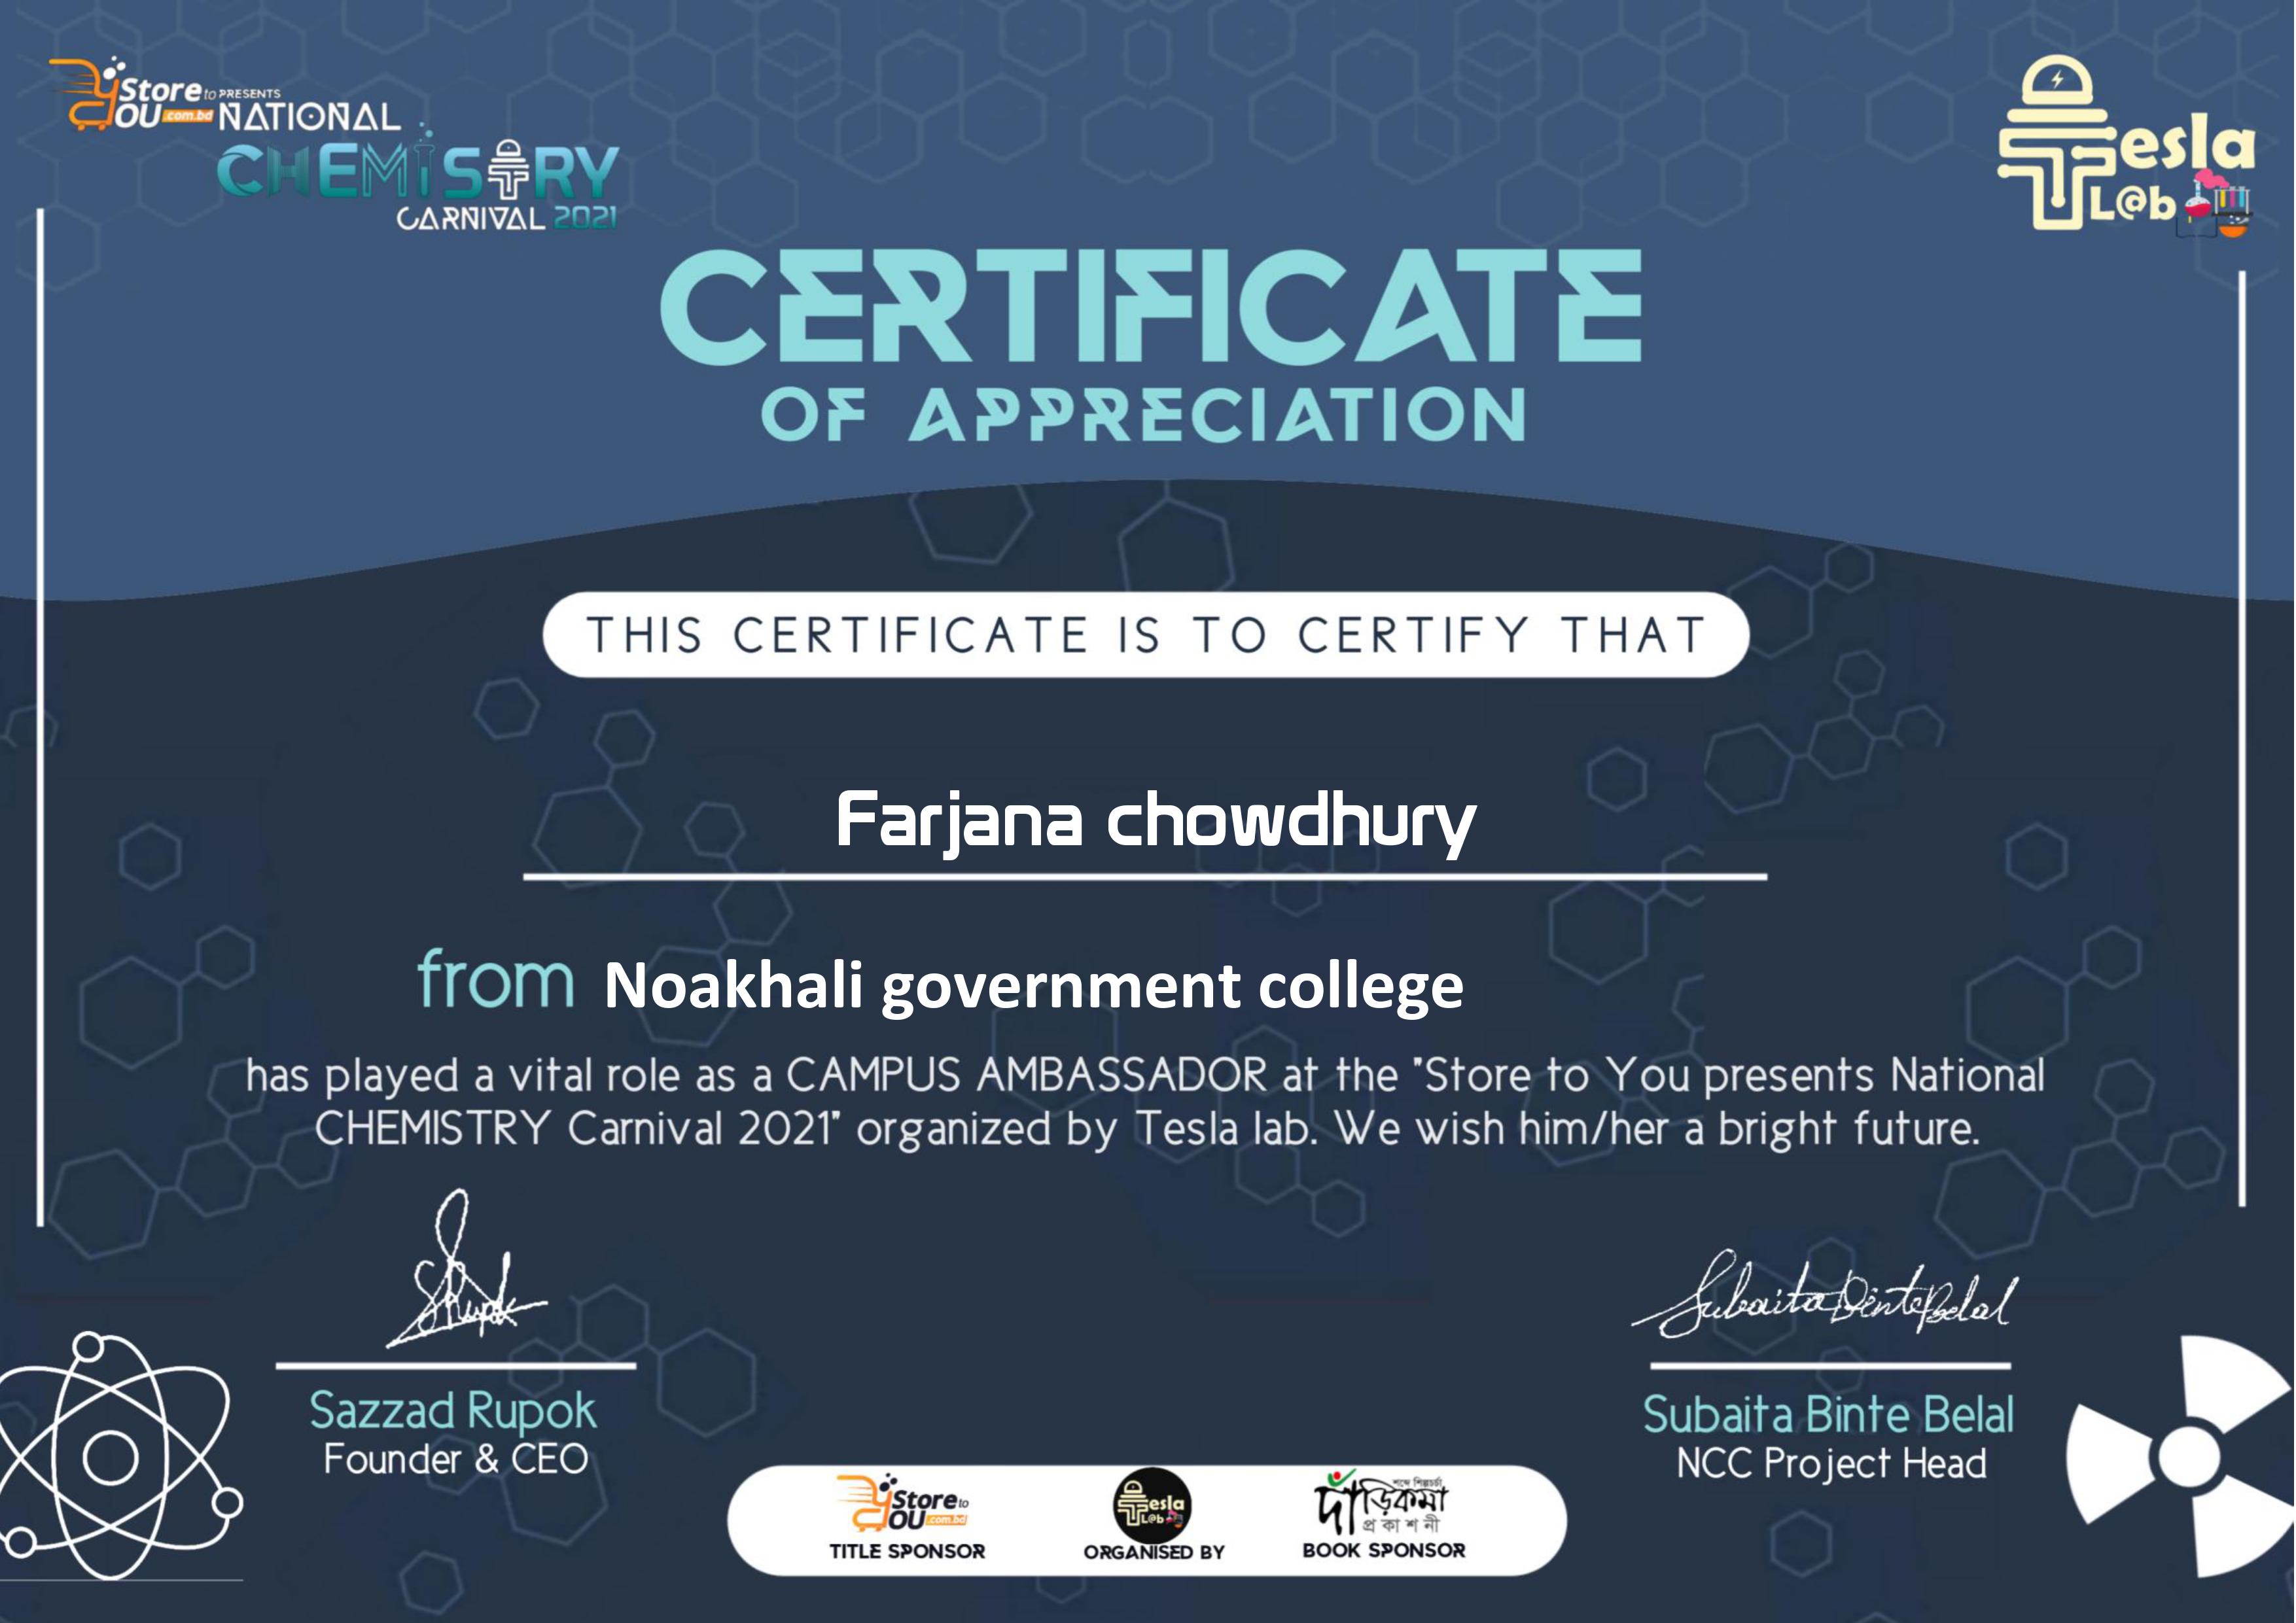 Store to PRESENTS
YOU .com.bd NATIONAL
CHEMISTRY
CARNIVAL 2021
Tesla
L@b
CERTIFICATE
OF APPRECIATION
THIS CERTIFICATE IS TO CERTIFY THAT
Farjana chowdhury
from Noakhali government college
has played a vital role as a CAMPUS AMBASSADOR at the "Store to You presents National
CHEMISTRY Carnival 2021" organized by Tesla lab. We wish him/her a bright future.
Subaita Binte Belal
Sazzad Rupok
Founder & CEO
Subaita Binte Belal
NCC Project Head
Store to
YOU .com.bd
TITLE SPONSOR
Tesla
L@b
ORGANISED BY
শব্দে শিল্পচর্চা
দাঁড়িকমা
প্রকাশনী
BOOK SPONSOR